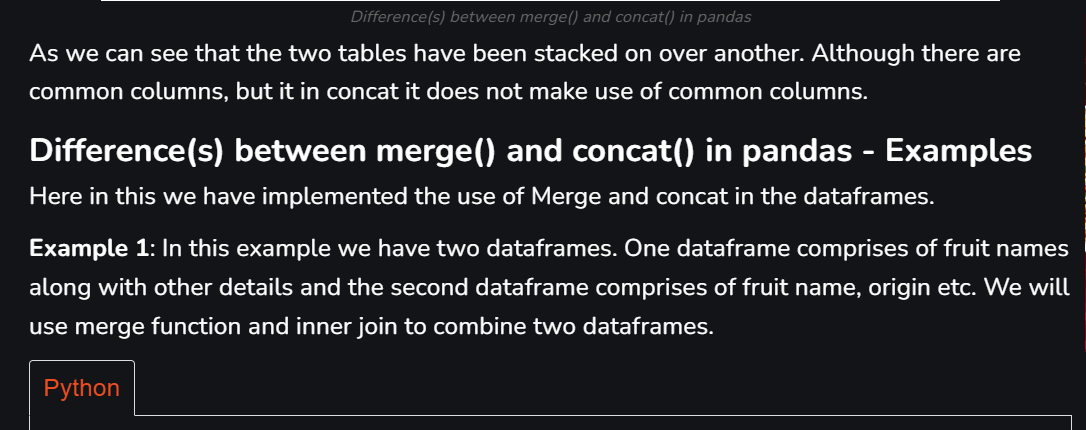 Difference(s) between merge() and concat() in pandas
As we can see that the two tables have been stacked on over another. Although there are
common columns, but it in concat it does not make use of common columns.
Difference(s) between merge() and concat() in pandas - Examples
Here in this we have implemented the use of Merge and concat in the dataframes.
Example 1: In this example we have two dataframes. One dataframe comprises of fruit names
along with other details and the second dataframe comprises of fruit name, origin etc. We will
use merge function and inner join to combine two dataframes.
Python